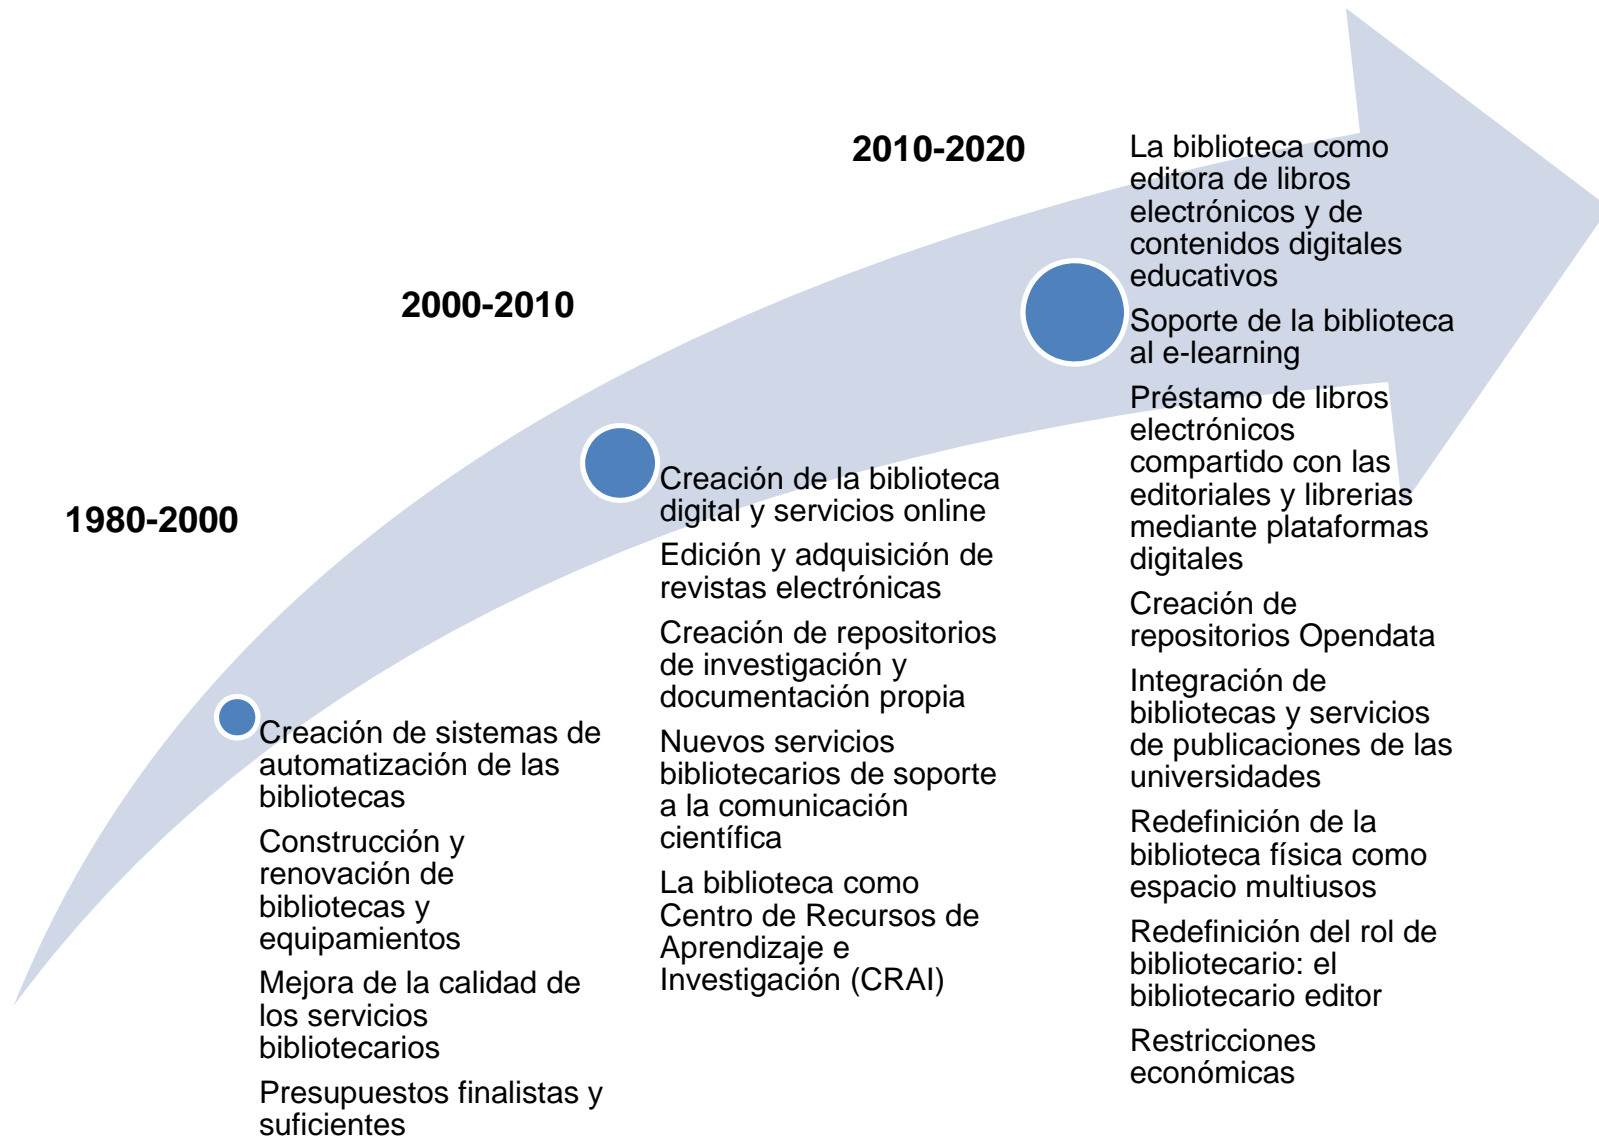 1980-2000
Creación de sistemas de
automatización de las
bibliotecas
Construcción y
renovación de
bibliotecas y
equipamientos
Mejora de la calidad de
los servicios
bibliotecarios
Presupuestos finalistas y
suficientes
2000-2010
Creación de la biblioteca
digital y servicios online
Edición y adquisición de
revistas electrónicas
Creación de repositorios
de investigación y
documentación propia
Nuevos servicios
bibliotecarios de soporte
a la comunicación
científica
La biblioteca como
Centro de Recursos de
Aprendizaje e
Investigación (CRAI)
2010-2020
La biblioteca como
editora de libros
electrónicos y de
contenidos digitales
educativos
Soporte de la biblioteca
al e-learning
Préstamo de libros
electrónicos
compartido con las
editoriales y librerias
mediante plataformas
digitales
Creación de
repositorios Opendata
Integración de
bibliotecas y servicios
de publicaciones de las
universidades
Redefinición de la
biblioteca física como
espacio multiusos
Redefinición del rol de
bibliotecario: el
bibliotecario editor
Restricciones
económicas